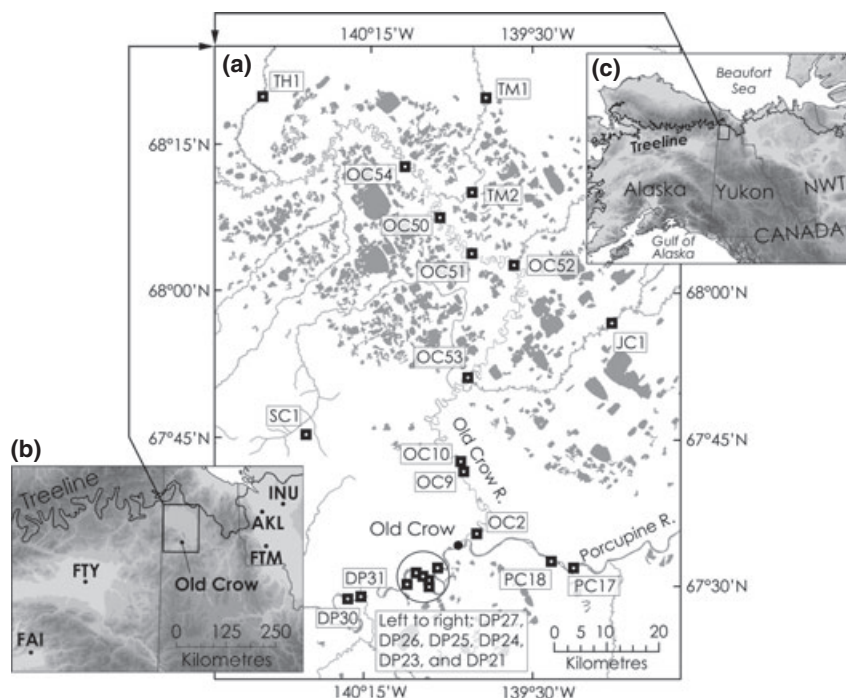 140°15'W
139°30'W
(a)
(c)
Beaufort
Sea
TH1
TM1
Treeline
68°15'N
OC54
TM2
Alaska
Yukon
NWT
OC50
CANADA
Gulf of
Alaska
OC51
OC52
68°00'N
68°00'N
OC53
JC1
SC1
67°45'N
67°45'N
(b)
OC10
Old Crow R.
OC9
Treeline
INU
AKL
OC2
Old Crow
Porcupine R.
FTM
FTY
Old Crow
DP31
PC18
PC17
67°30'N
DP30
0 125 250
Kilometres
FAI
Left to right: DP27,
DP26, DP25, DP24,
DP23, and DP21
0 5 10 20
Kilometres
140°15'W
139°30'W